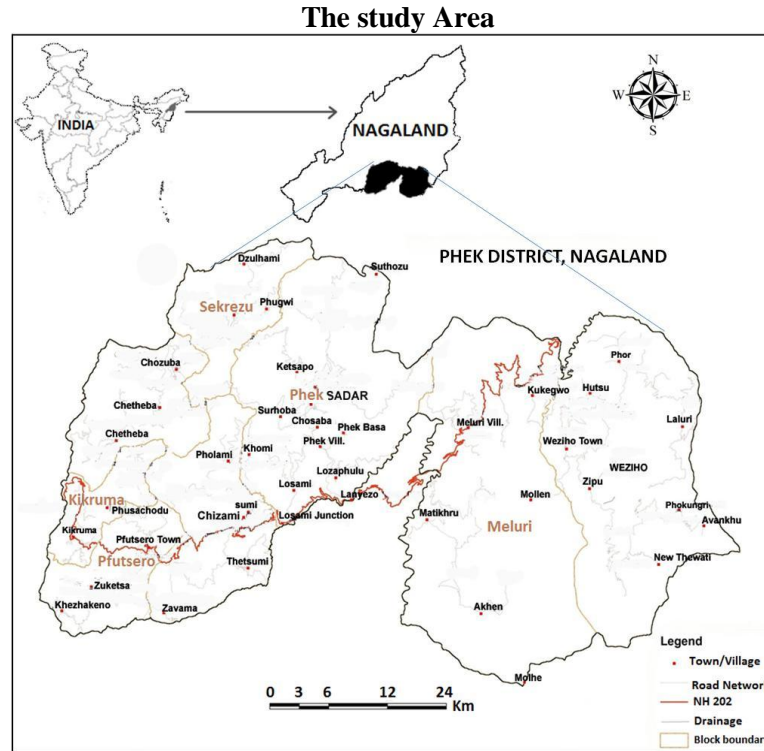 The study Area
INDIA
NAGALAND
N
W
E
S
PHEK DISTRICT, NAGALAND
Dzulhami
Suthozu
Sekrezu
Phugwi
Chozuba
Ketsapo
Phek SADAR
Chetheba
Surhoba
Chosaba
Phek Basa
Chetheba
Phek Vill.
Pholami
Khomi
Lozaphulu
Losami
Lanyezo
Kikruma
Phusachodu
sumi
Chizami
Losami Junction
Kikruma
Pfutsero Town
Pfutsero
Thetsumi
Zuketsa
Khezhakeno
Zavama
Phor
Kukegwo
Hutsu
Meluri Vill.
Laluri
Weziho Town
WEZIHO
Zipu
Mollen
Matikhru
Meluri
Phokungri
Avankhu
New Thewati
Akhen
Molhe
0 3 6 12 24
Km
Legend
Town/Village
Road Network
NH 202
Drainage
Block boundar